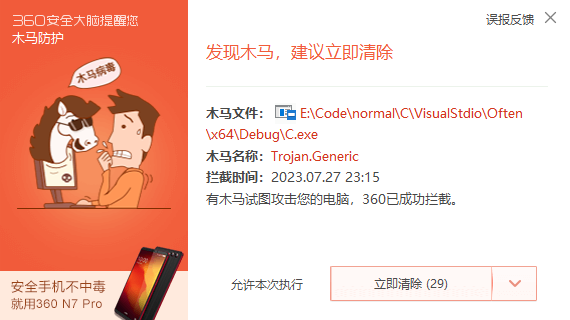 360安全大脑提醒您
木马防护
误报反馈
木马病毒
发现木马，建议立即清除
木马文件： E:\Code\normal\C\VisualStdio\Often
\x64\Debug\C.exe
木马名称： Trojan.Generic
拦截时间： 2023.07.27 23:15
有木马试图攻击您的电脑，360已成功拦截。
安全手机不中毒
就用360 N7 Pro
允许本次执行
立即清除 (29)